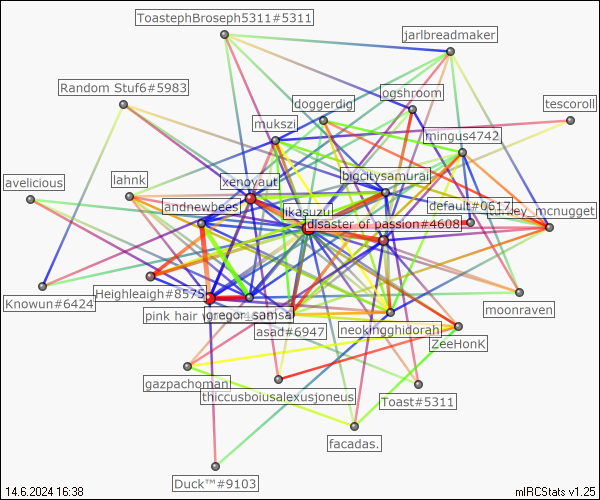 ToastephBroseph5311#5311
jarlbreadmaker
Random Stuf6#5983
ogshroom
doggerdig
tescoroll
mukszi
mingus4742
avelicious
lahnk
xenoyaut
bigcitysamurai
andnewbees
likasuzu
default#0617
turkey_mcnugget
disaster of passion#4608
Knowun#6424
Heighleaigh#8575
pink hair
gregor_samsa
asad#6947
neokingghidorah
moonraven
ZeeHonK
gazpachoman
thiccusboiusalexusjoneus
Toast#5311
facadas.
Duck™#9103
14.6.2024 16:38
mIRCStats v1.25